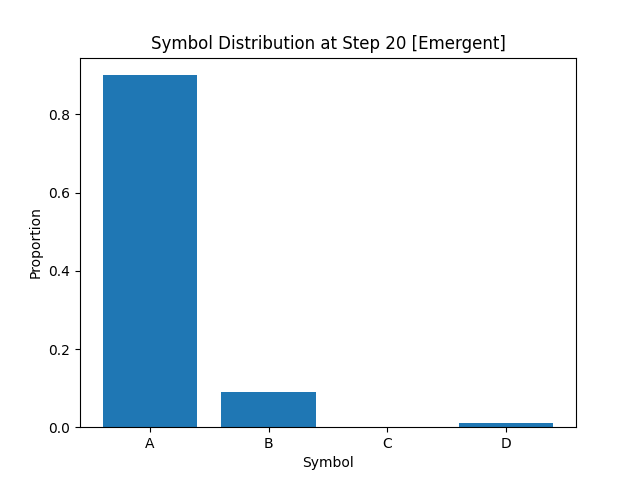 Symbol Distribution at Step 20 [Emergent]
Proportion
0.8
0.6
0.4
0.2
0.0
A B C D
Symbol